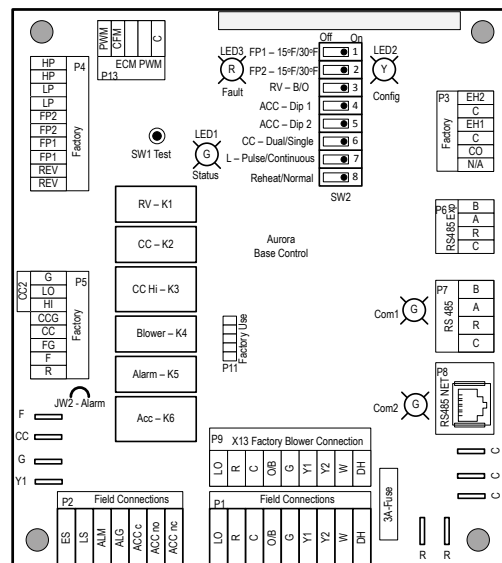 PWM
CFM
C
ECM PWM
P13
Off On
LED3
R
Fault
FP1 – 15ºF/30ºF 1
FP2 – 15ºF/30ºF 2
RV – B/O 3
ACC – Dip 1 4
ACC – Dip 2 5
CC – Dual/Single 6
L – Pulse/Continuous 7
Reheat/Normal 8
SW2
LED2
Y
Config
P4
HP
HP
LP
LP
FP2
FP2
FP1
FP1
REV
REV
Factory
SW1 Test
LED1
G
Status
P3
Factory
EH2
C
EH1
C
CO
N/A
RV – K1
CC – K2
CC Hi – K3
Blower – K4
Alarm – K5
Acc – K6
Aurora
Base Control
P6
RS485 Exp
B
A
R
C
CC2
P5
G
LO
HI
CCG
CC
FG
F
R
Factory
Factory Use
P11
Com1
G
P7
RS 485
B
A
R
C
JW2 - Alarm
Com2
G
P8
RS485 NET
F
CC
G
Y1
P9 X13 Factory Blower Connection
LO
R
C
O/B
G
Y1
Y2
W
DH
3A-Fuse
C
C
C
P2 Field Connections
ES
LS
ALM
ALG
ACC c
ACC no
ACC nc
P1 Field Connections
LO
R
C
O/B
G
Y1
Y2
W
DH
R R